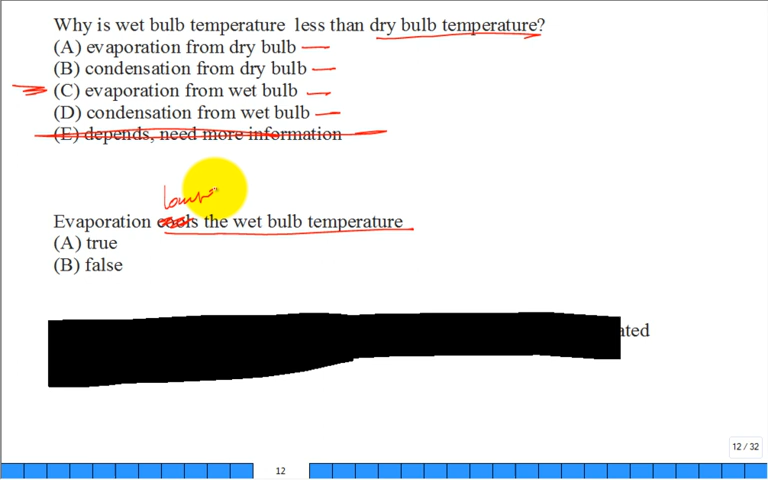 Why is wet bulb temperature less than dry bulb temperature?
(A) evaporation from dry bulb
(B) condensation from dry bulb
(C) evaporation from wet bulb
(D) condensation from wet bulb
(E) depends, need more information
Evaporation cools the wet bulb temperature
(A) true
(B) false
12 / 32
12